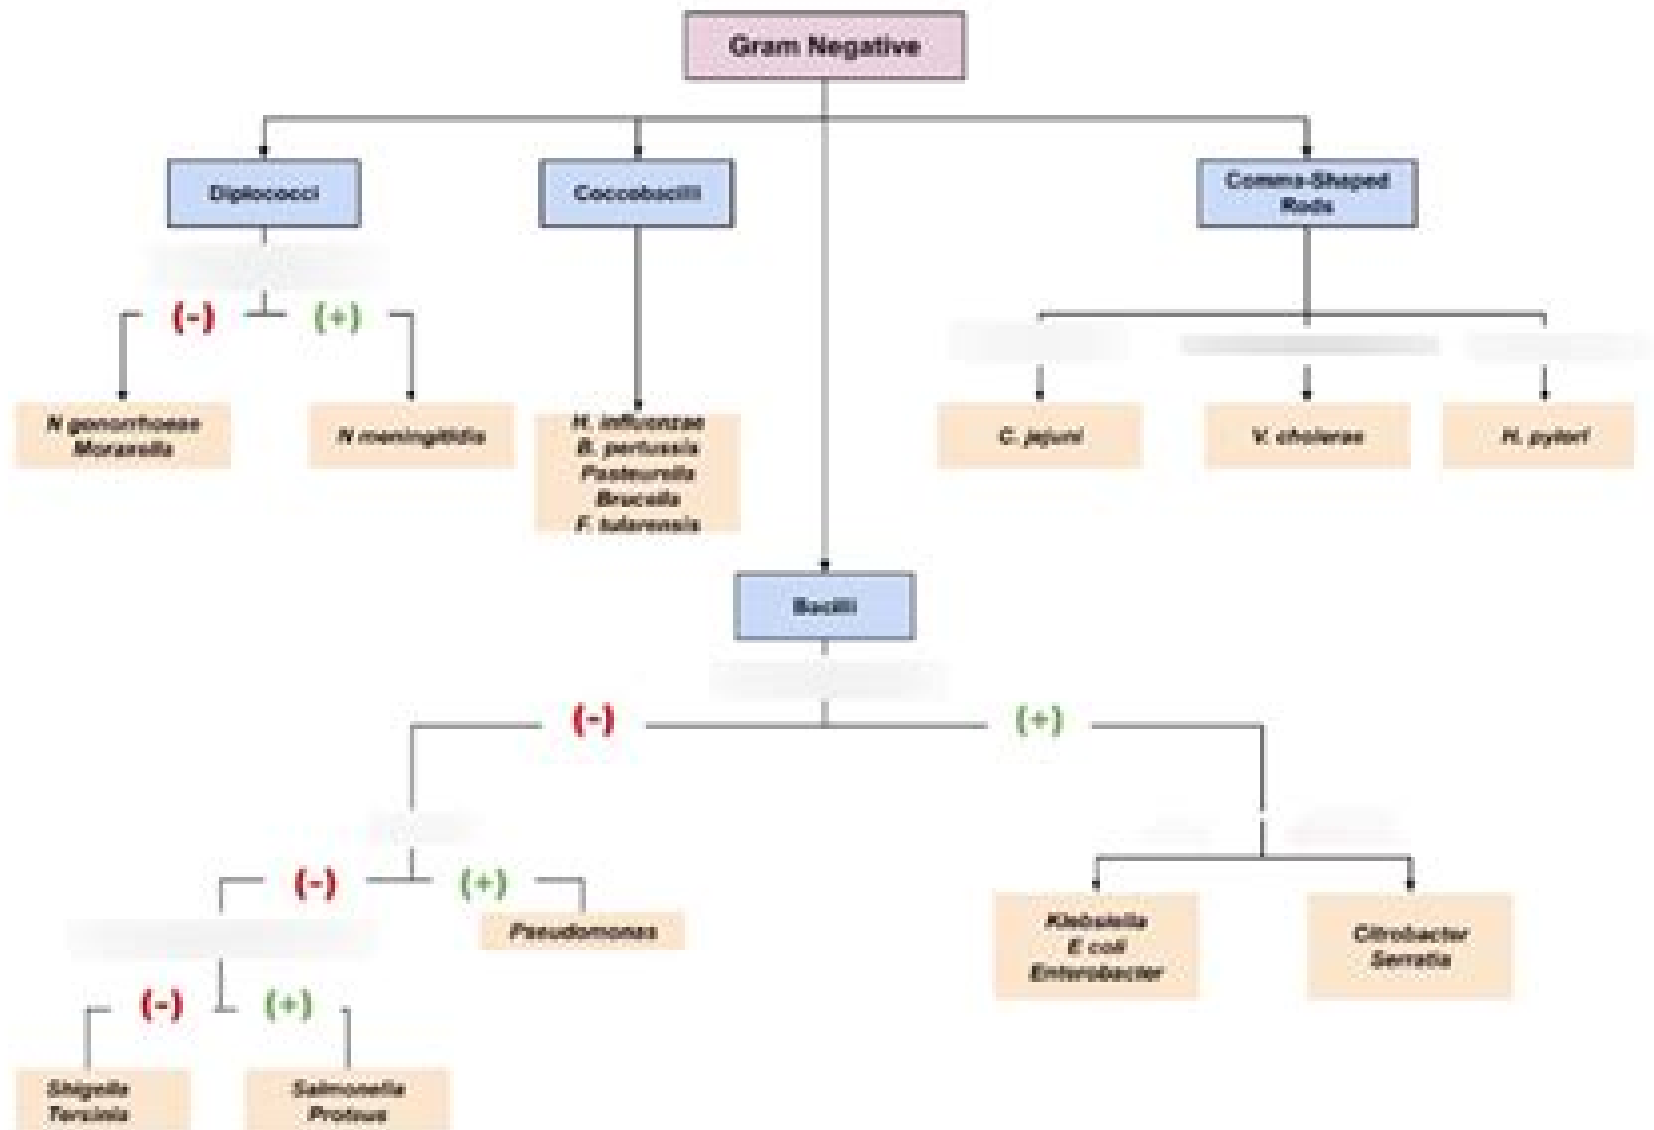 Gram Negative
Diplococci
Coccobacilli
Comma-Shaped
Rods
(-)
(+)
N gonorrhoeae
Moraxella
N meningitidis
H. influenzae
B. pertussis
Pasteurella
Brucella
F. tularensis
C. jejuni
V. cholerae
H. pylori
Bacilli
(-)
(+)
(-)
(+)
Pseudomonas
Klebsiella
E coli
Enterobacter
Citrobacter
Serratia
(-)
(+)
Shigella
Yersinia
Salmonella
Proteus